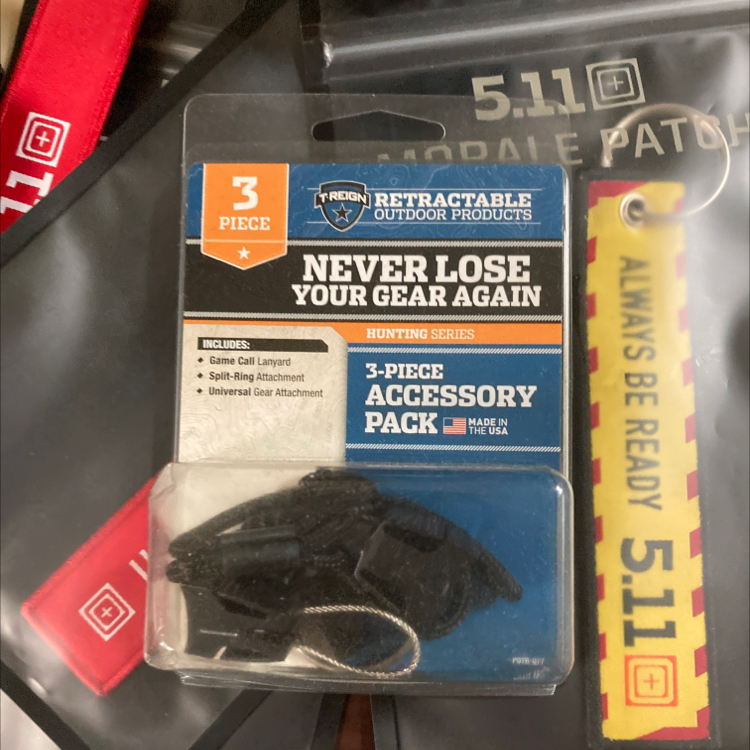 5.11
MORALE PATCH
11
3
PIECE
T·REIGN
RETRACTABLE
OUTDOOR PRODUCTS
NEVER LOSE
YOUR GEAR AGAIN
HUNTING SERIES
INCLUDES:
Game Call Lanyard
Split-Ring Attachment
Universal Gear Attachment
3-PIECE
ACCESSORY
PACK
MADE IN
THE USA
ALWAYS BE READY 5.11